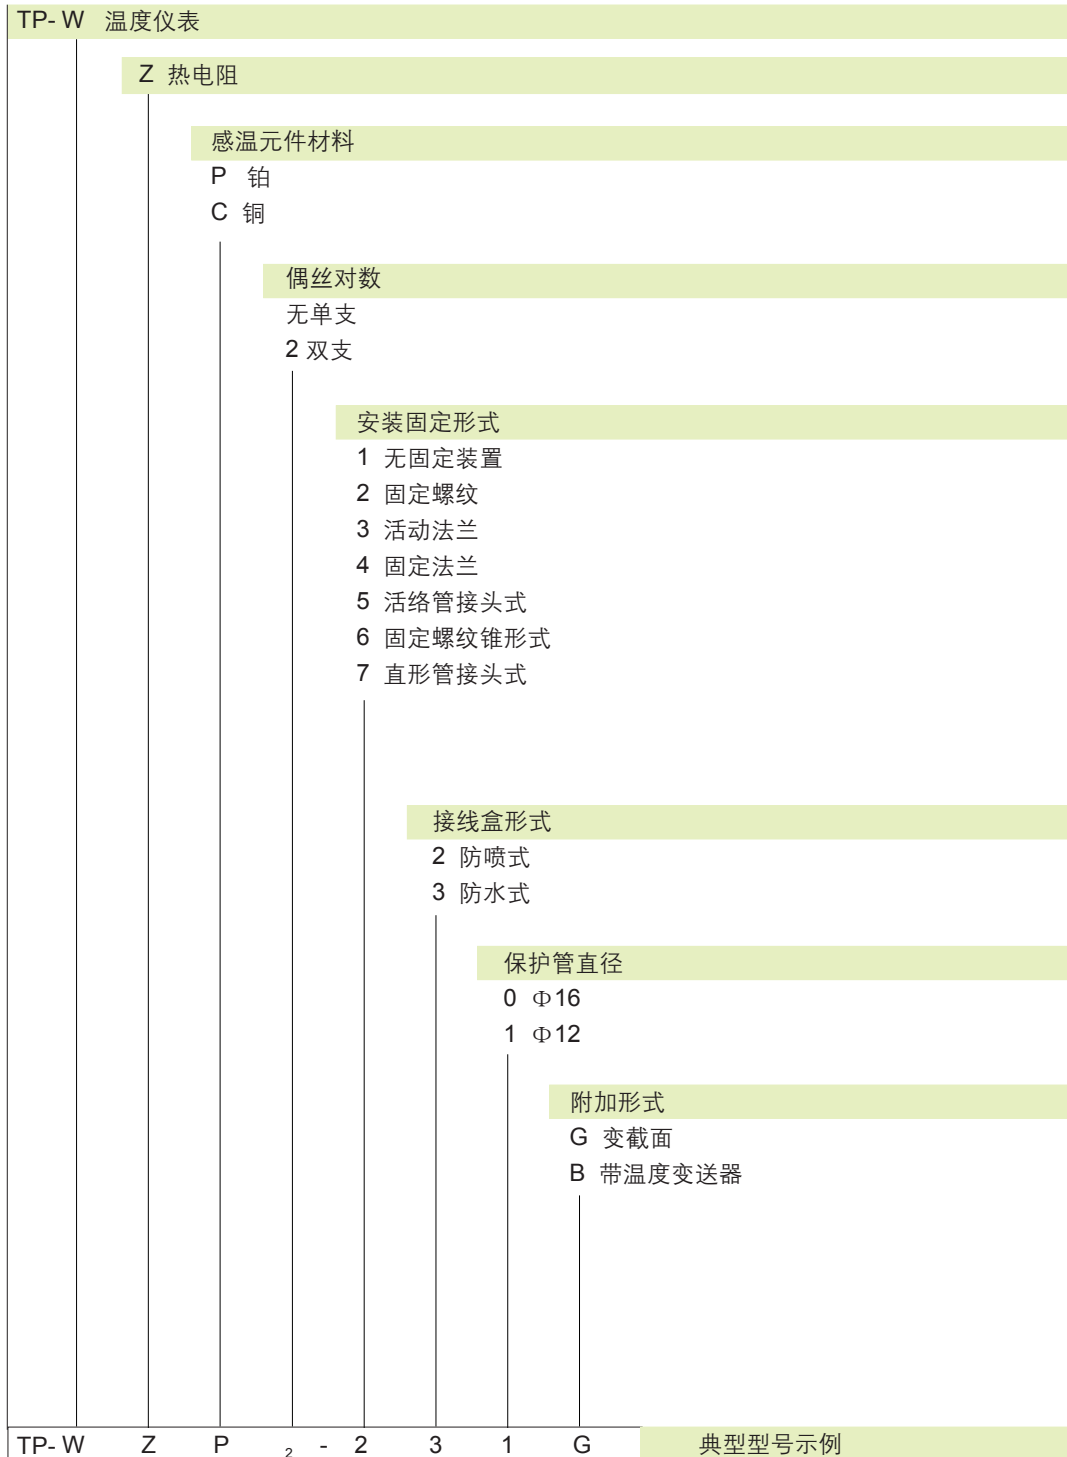 TP- W 温度仪表
Z 热电阻
感温元件材料
P 铂
C 铜
偶丝对数
无单支
2 双支
安装固定形式
1 无固定装置
2 固定螺纹
3 活动法兰
4 固定法兰
5 活络管接头式
6 固定螺纹锥形式
7 直形管接头式
接线盒形式
2 防喷式
3 防水式
保护管直径
0 Φ16
1 Φ12
附加形式
G 变截面
B 带温度变送器
TP- W Z P 2 - 2 3 1 G 典型型号示例